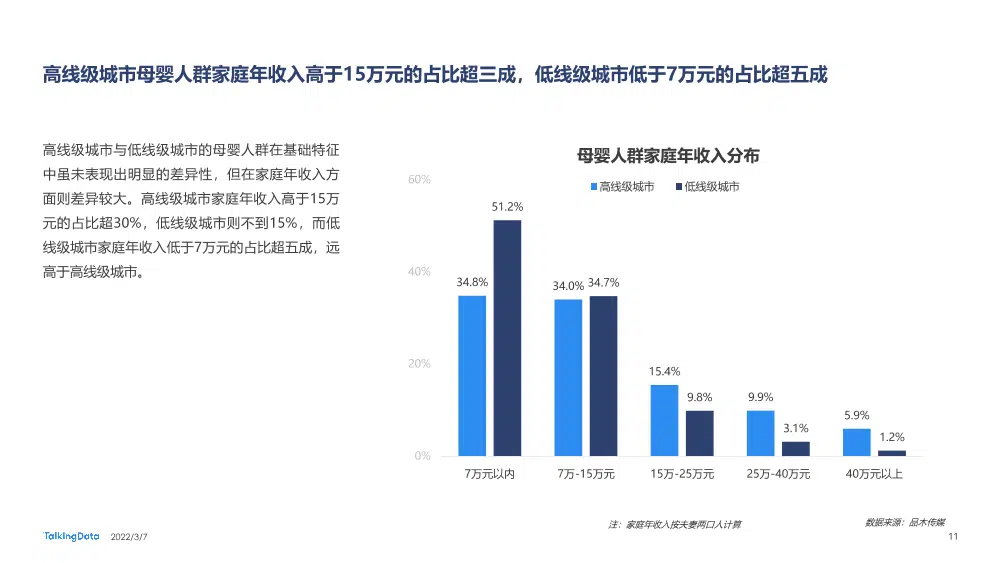 高线级城市母婴人群家庭年收入高于15万元的占比超三成，低线级城市低于7万元的占比超五成
高线级城市与低线级城市的母婴人群在基础特征
中虽未表现出明显的差异性，但在家庭年收入方
面则差异较大。高线级城市家庭年收入高于15万
元的占比超30%，低线级城市则不到15%，而低
线级城市家庭年收入低于7万元的占比超五成，远
高于高线级城市。
母婴人群家庭年收入分布
高线级城市 低线级城市
60%
40%
20%
0%
34.8% 51.2%
34.0% 34.7%
15.4% 9.8%
9.9% 3.1%
5.9% 1.2%
7万元以内 7万-15万元 15万-25万元 25万-40万元 40万元以上
注：家庭年收入按夫妻两口人计算
数据来源：品木传媒
TalkingData 2022/3/7
11